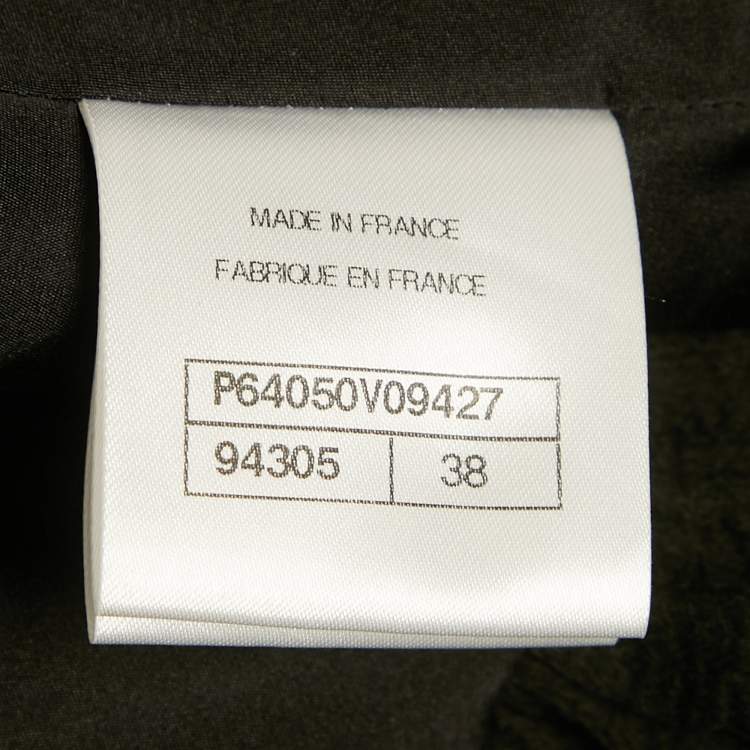 MADE IN FRANCE
FABRIQUE EN FRANCE
P64050V09427
94305 38